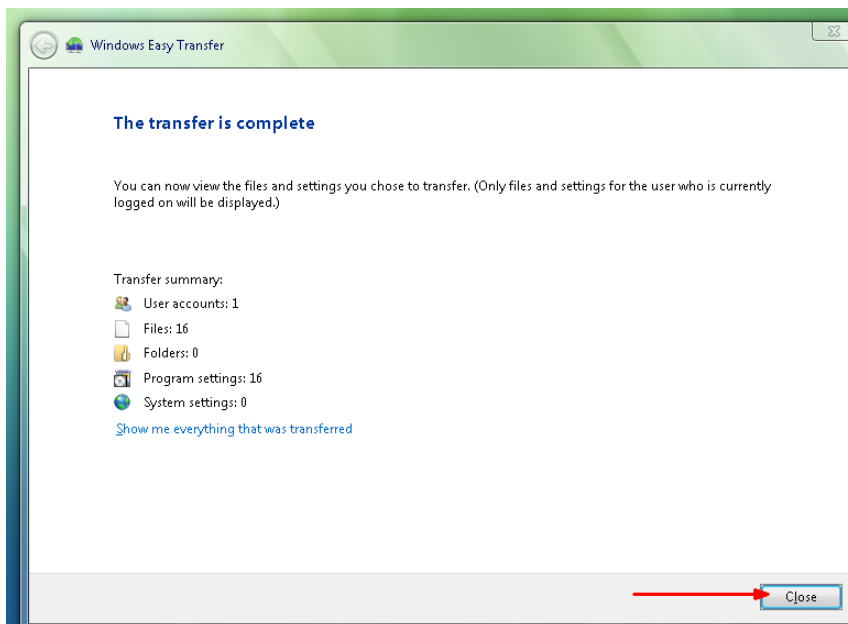 Windows Easy Transfer
The transfer is complete
You can now view the files and settings you chose to transfer. (Only files and settings for the user who is currently
logged on will be displayed.)
Transfer summary:
User accounts: 1
Files: 16
Folders: 0
Program settings: 16
System settings: 0
Show me everything that was transferred
Close